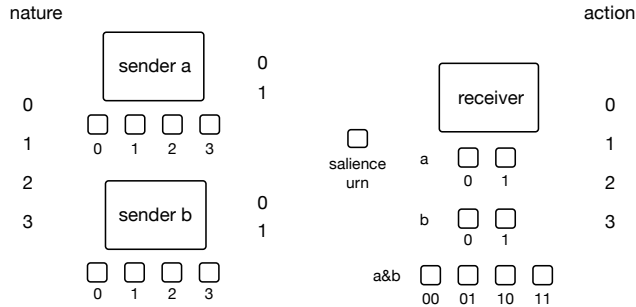 nature
0
1
2
3
sender a
0 1 2 3
0
1
sender b
0 1 2 3
0
1
salience
urn
receiver
a
0 1
b
0 1
a&b
00 01 10 11
action
0
1
2
3